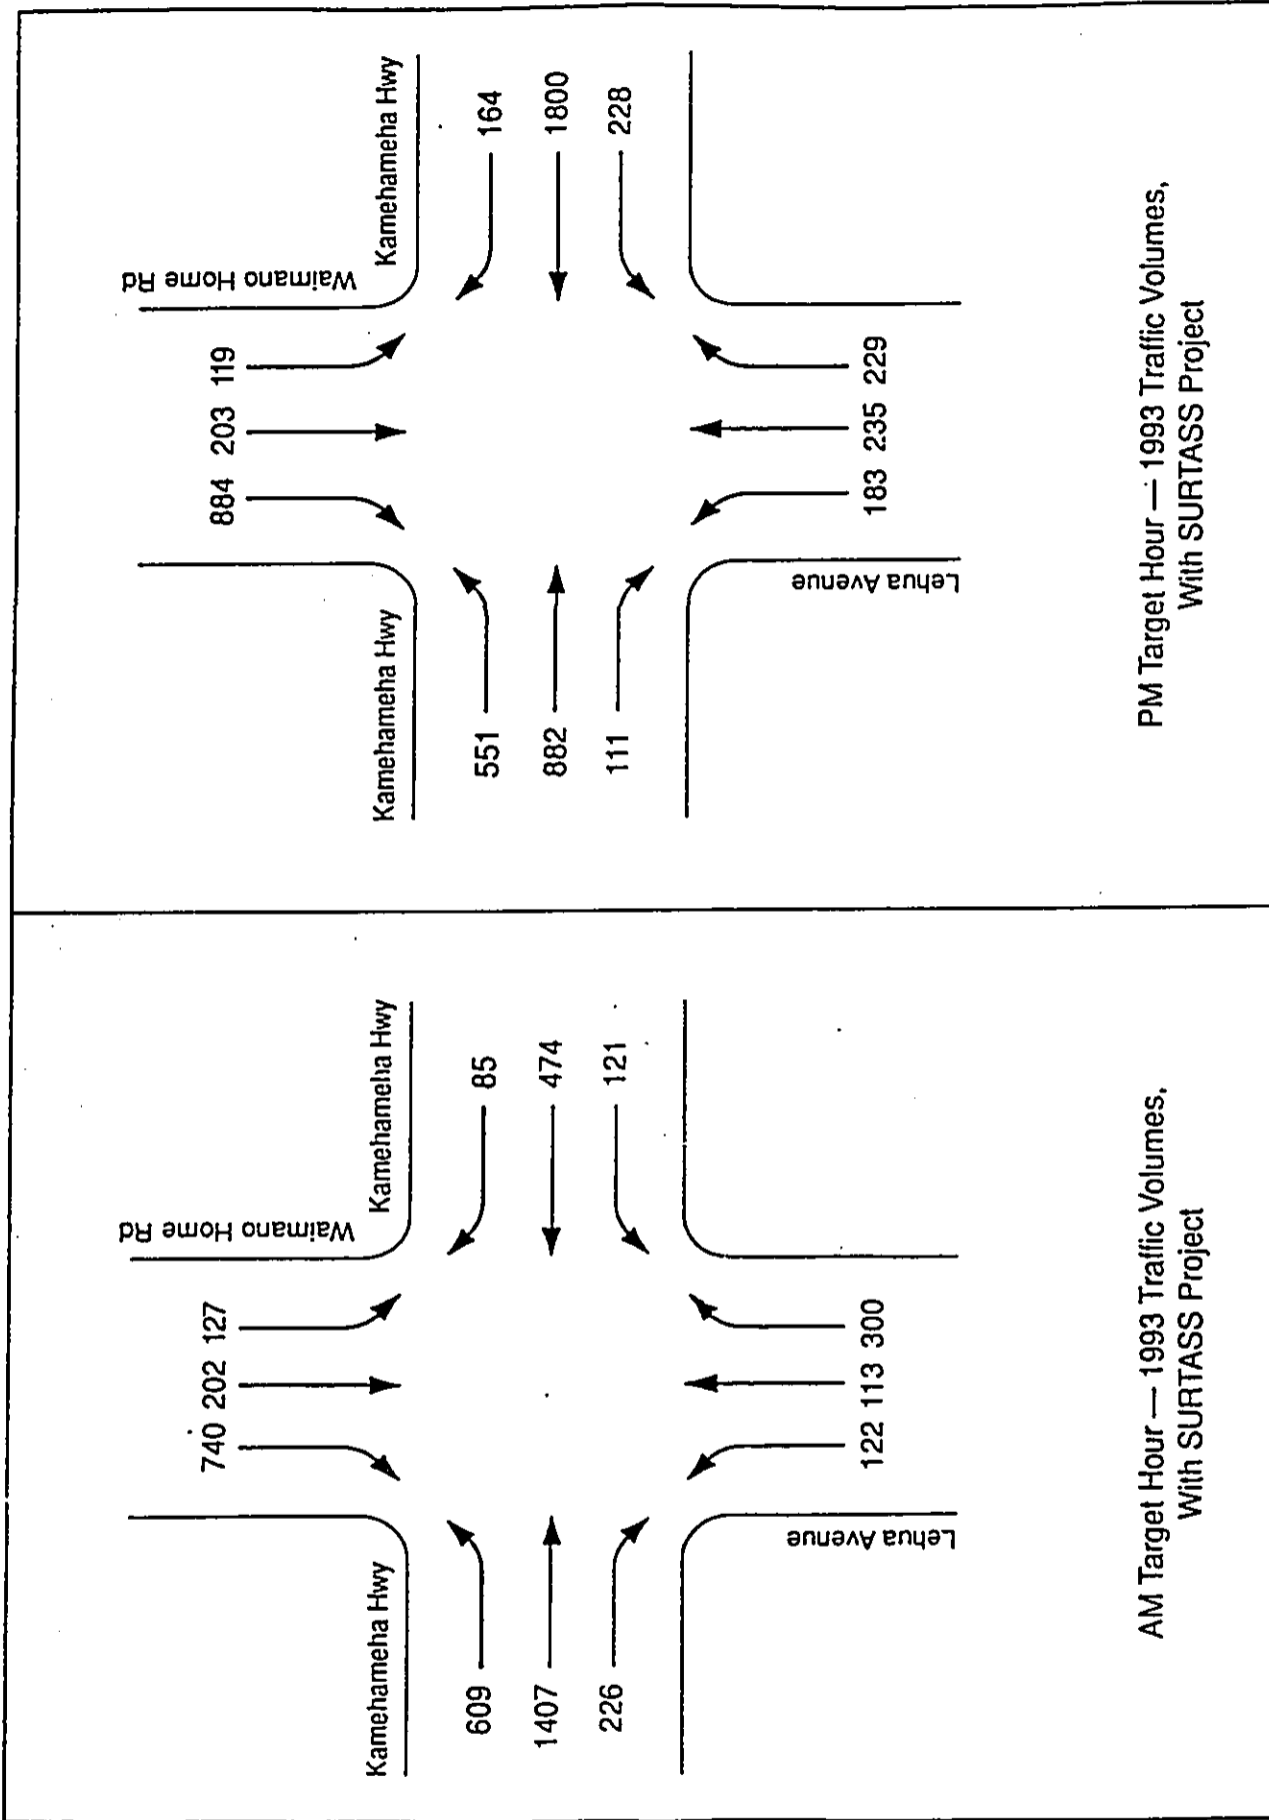 Waimano Home Rd
740 202 127
Kamehameha Hwy
Kamehameha Hwy
609
1407
226
85
474
121
Lehua Avenue
122 113 300
AM Target Hour — 1993 Traffic Volumes,
With SURTASS Project
Waimano Home Rd
884 203 119
Kamehameha Hwy
Kamehameha Hwy
551
882
111
164
1800
228
Lehua Avenue
183 235 229
PM Target Hour — 1993 Traffic Volumes,
With SURTASS Project